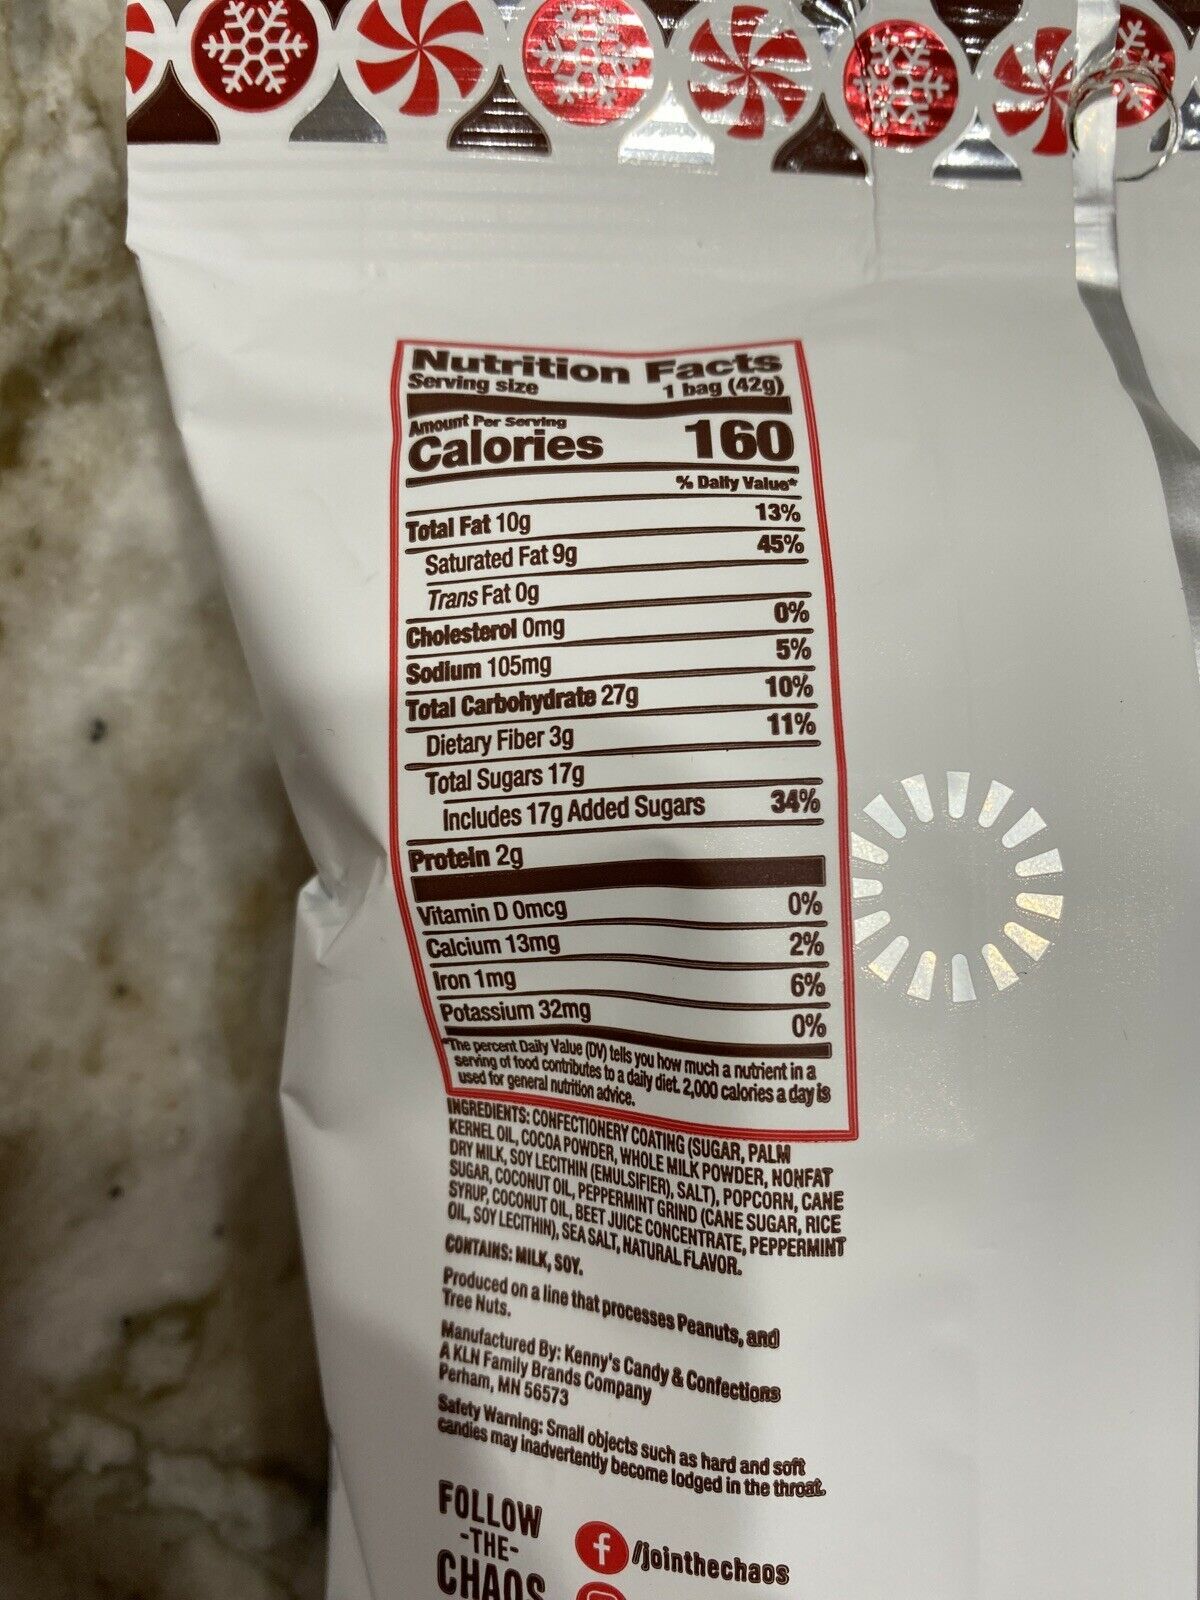 Nutrition Facts
Serving size 1 bag (42g)
Amount Per Serving
Calories 160
% Daily Value*
Total Fat 10g 13%
Saturated Fat 9g 45%
Trans Fat 0g
Cholesterol 0mg 0%
Sodium 105mg 5%
Total Carbohydrate 27g 10%
Dietary Fiber 3g 11%
Total Sugars 17g
Includes 17g Added Sugars 34%
Protein 2g
Vitamin D 0mcg 0%
Calcium 13mg 2%
Iron 1mg 6%
Potassium 32mg 0%
*The percent Daily Value (DV) tells you how much a nutrient in a
serving of food contributes to a daily diet. 2,000 calories a day is
used for general nutrition advice.
INGREDIENTS: CONFECTIONERY COATING (SUGAR, PALM
KERNEL OIL, COCOA POWDER, WHOLE MILK POWDER, NONFAT
DRY MILK, SOY LECITHIN (EMULSIFIER), SALT), POPCORN, CANE
SUGAR, COCONUT OIL, PEPPERMINT GRIND (CANE SUGAR, RICE
SYRUP, COCONUT OIL, BEET JUICE CONCENTRATE, PEPPERMINT
OIL, SOY LECITHIN), SEA SALT, NATURAL FLAVOR.
CONTAINS: MILK, SOY.
Produced on a line that processes Peanuts, and
Tree Nuts.
Manufactured By: Kenny's Candy & Confections
A KLN Family Brands Company
Perham, MN 56573
Safety Warning: Small objects such as hard and soft
candies may inadvertently become lodged in the throat.
FOLLOW
-THE-
CHAOS
f /jointhechaos